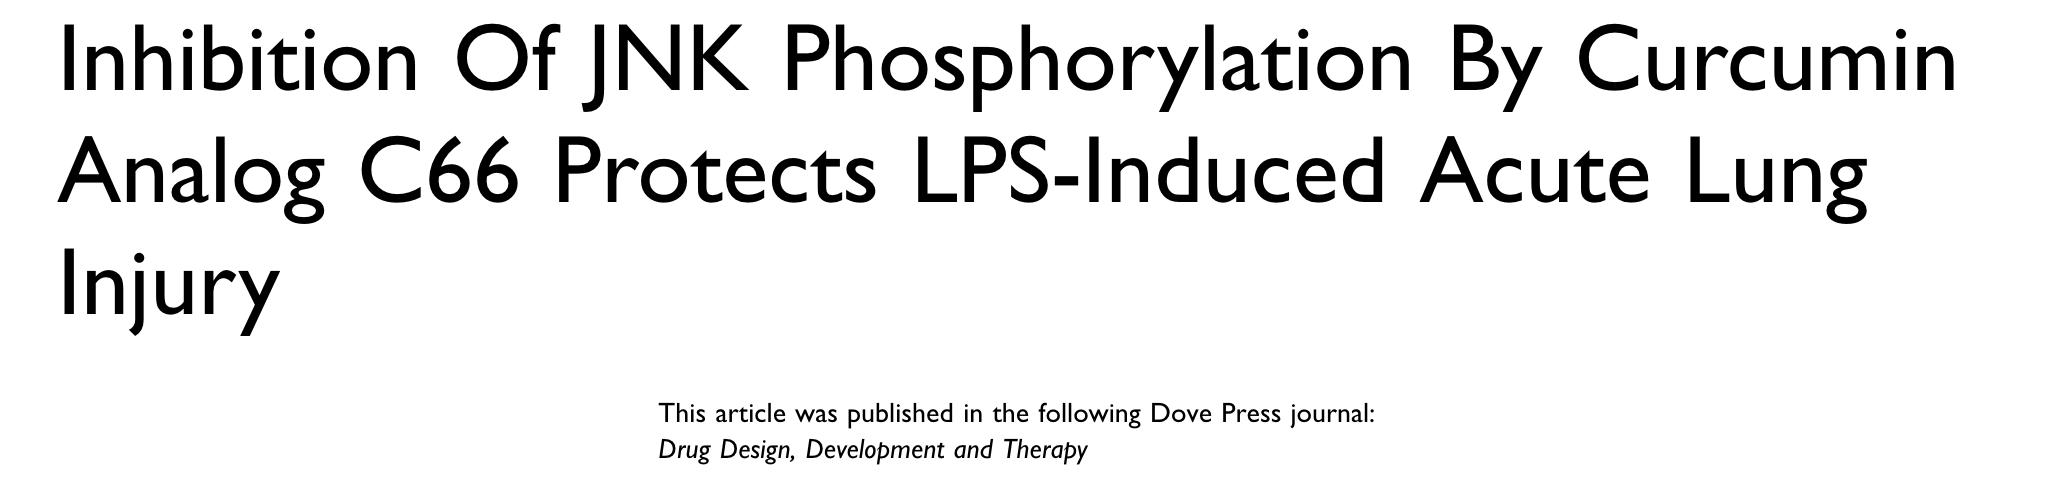 Inhibition Of JNK Phosphorylation By Curcumin
Analog C66 Protects LPS-Induced Acute Lung
Injury
This article was published in the following Dove Press journal:
Drug Design, Development and Therapy